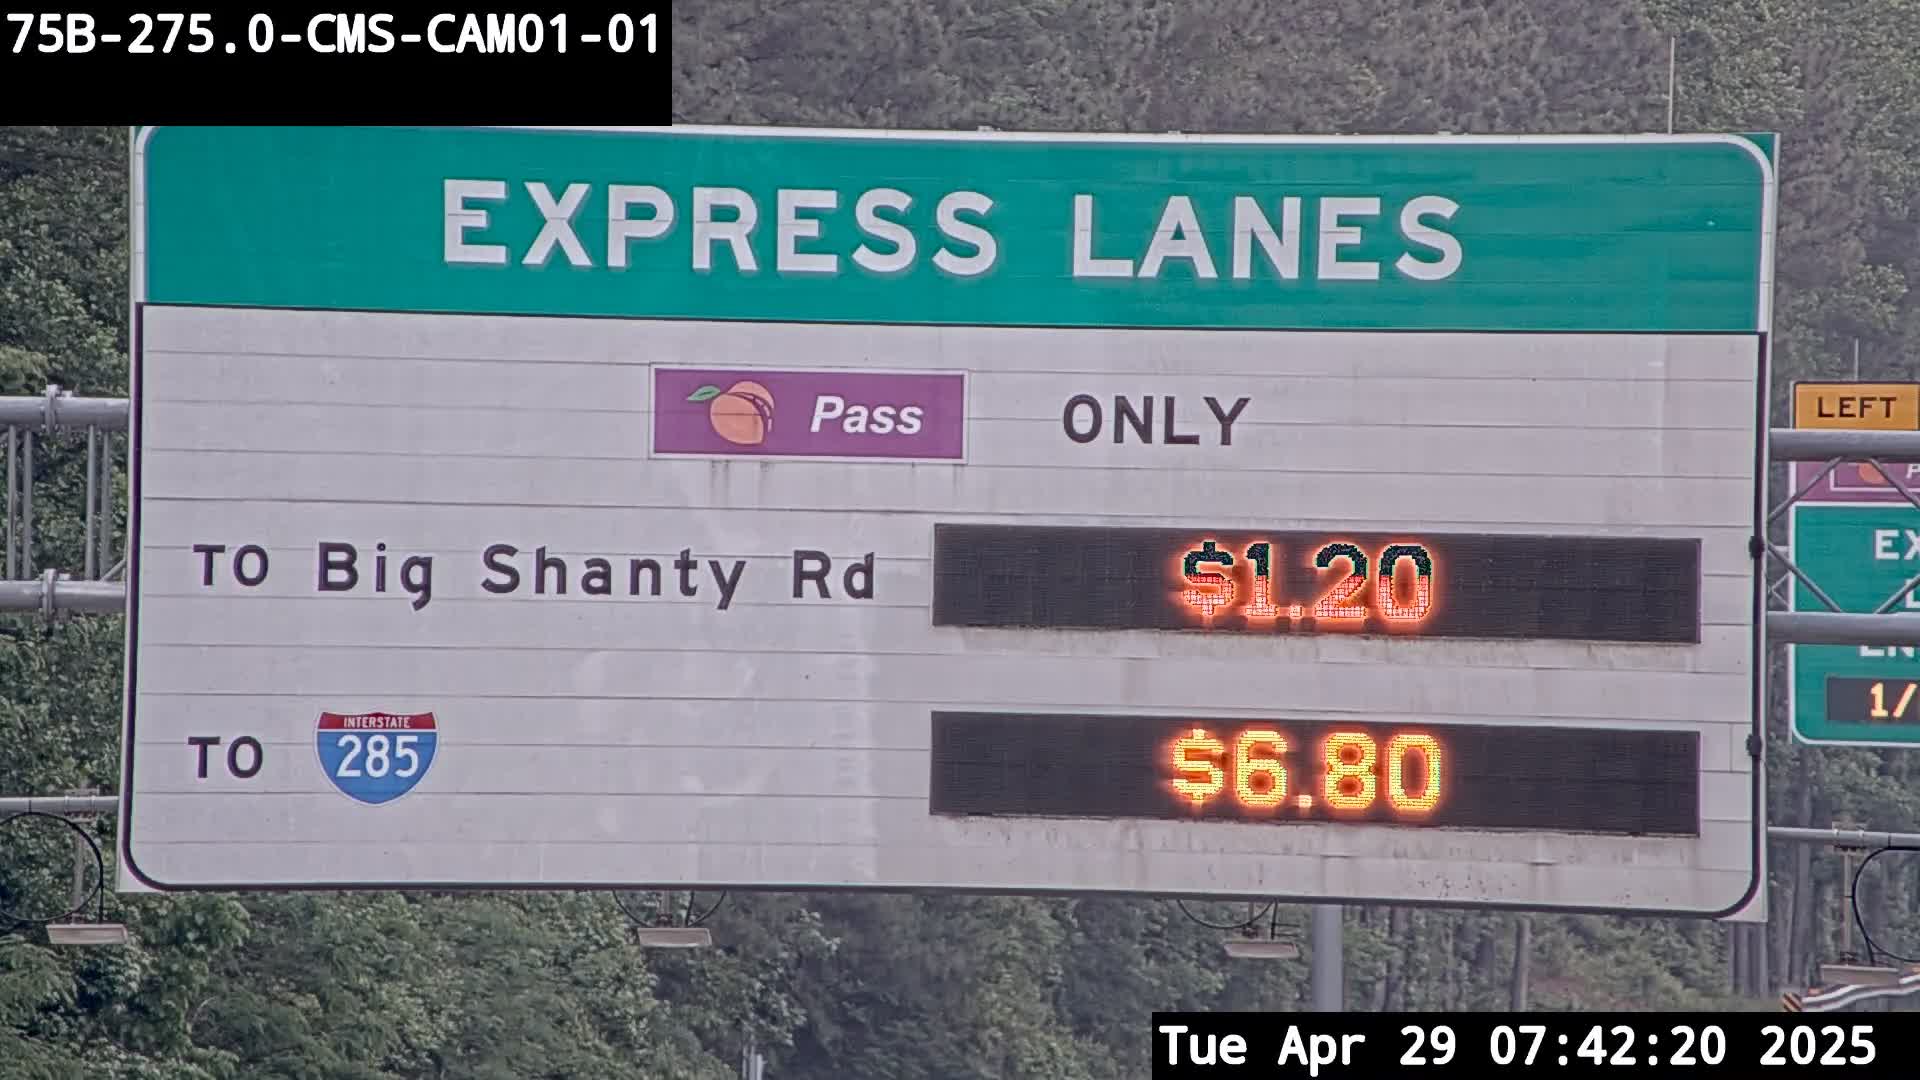 75B-275.0-CMS-CAM01-01
EXPRESS LANES
Pass ONLY
TO Big Shanty Rd $1.20
TO INTERSTATE 285 $6.80
LEFT
1/
Tue Apr 29 07:42:20 2025